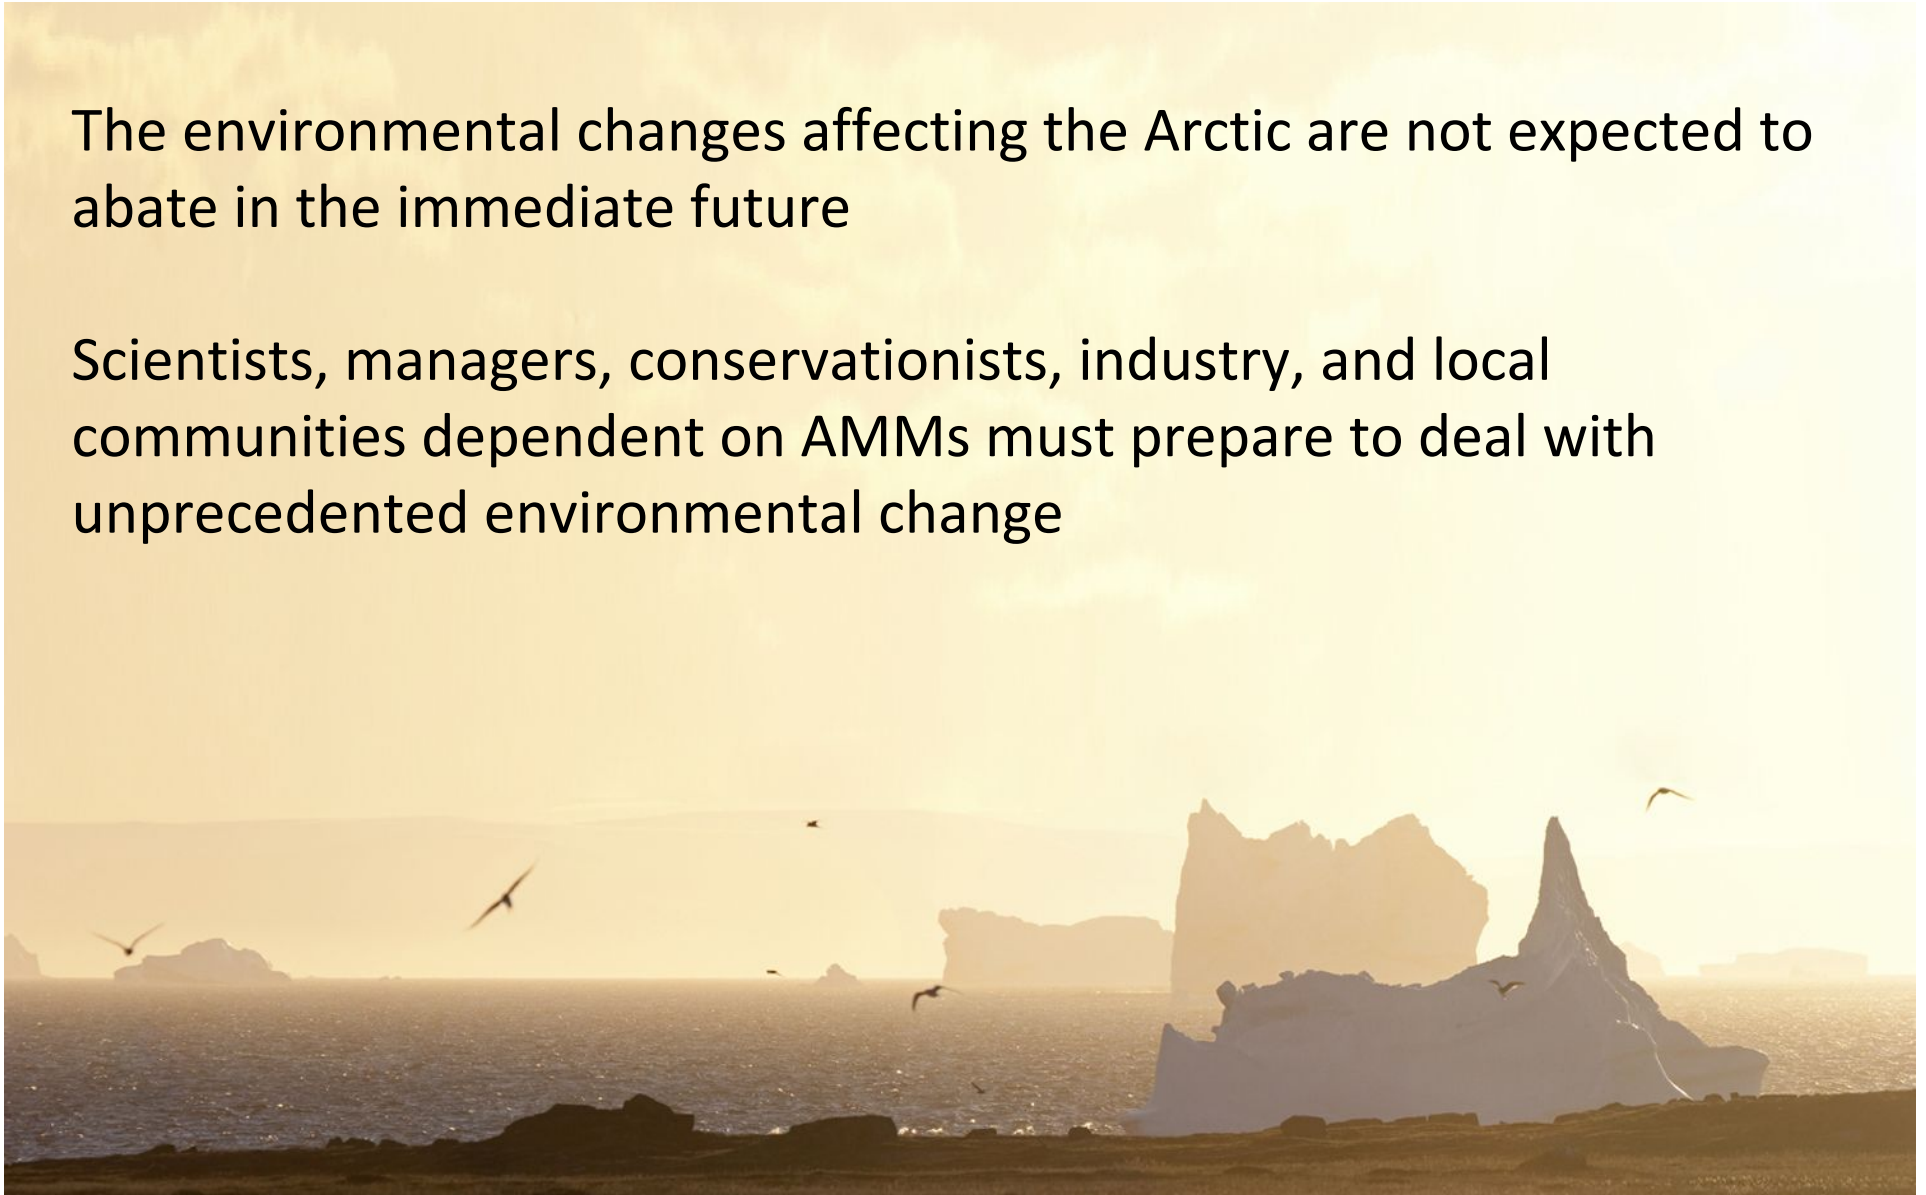 The environmental changes affecting the Arctic are not expected to
abate in the immediate future
Scientists, managers, conservationists, industry, and local
communities dependent on AMMs must prepare to deal with
unprecedented environmental change